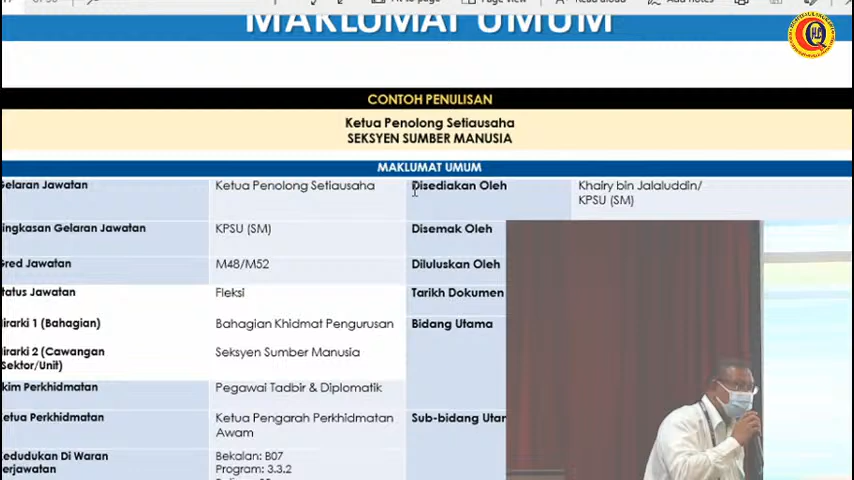 MAKLUMAT UMUM
CONTOH PENULISAN
Ketua Penolong Setiausaha
SEKSYEN SUMBER MANUSIA
MAKLUMAT UMUM
Gelaran Jawatan Ketua Penolong Setiausaha Disediakan Oleh Khairy bin Jalaluddin/
KPSU (SM)
ingkasan Gelaran Jawatan KPSU (SM) Disemak Oleh
Gred Jawatan M48/M52 Diluluskan Oleh
tatus Jawatan Fleksi Tarikh Dokumen
irarki 1 (Bahagian) Bahagian Khidmat Pengurusan Bidang Utama
irarki 2 (Cawangan Seksyen Sumber Manusia
Sektor/Unit)
kim Perkhidmatan Pegawai Tadbir & Diplomatik
etua Perkhidmatan Ketua Pengarah Perkhidmatan Sub-bidang Utar
Awam
edudukan Di Waran Bekalan: B07
erjawatan Program: 3.3.2